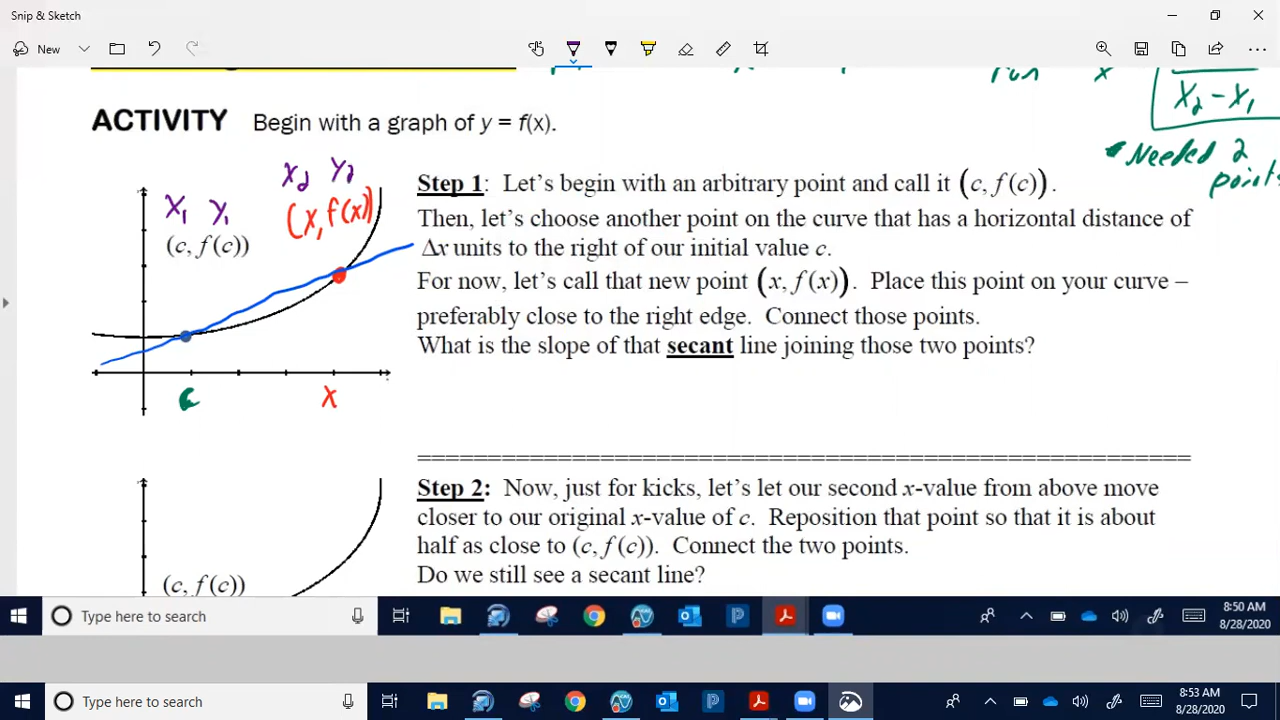 Snip & Sketch
New
run x
X₂ - X₁
ACTIVITY Begin with a graph of y = f(x).
Needed 2
points
X₂ Y₂
(X, f(x))
X₁ Y₁
(c, f(c))
C X
Step 1: Let's begin with an arbitrary point and call it (c, f(c)).
Then, let's choose another point on the curve that has a horizontal distance of
Δx units to the right of our initial value c.
For now, let's call that new point (x, f(x)). Place this point on your curve –
preferably close to the right edge. Connect those points.
What is the slope of that secant line joining those two points?
==========================================================
Step 2: Now, just for kicks, let's let our second x-value from above move
closer to our original x-value of c. Reposition that point so that it is about
half as close to (c, f(c)). Connect the two points.
Do we still see a secant line?
(c, f(c))
Type here to search
8:50 AM
8/28/2020
Type here to search
8:53 AM
8/28/2020